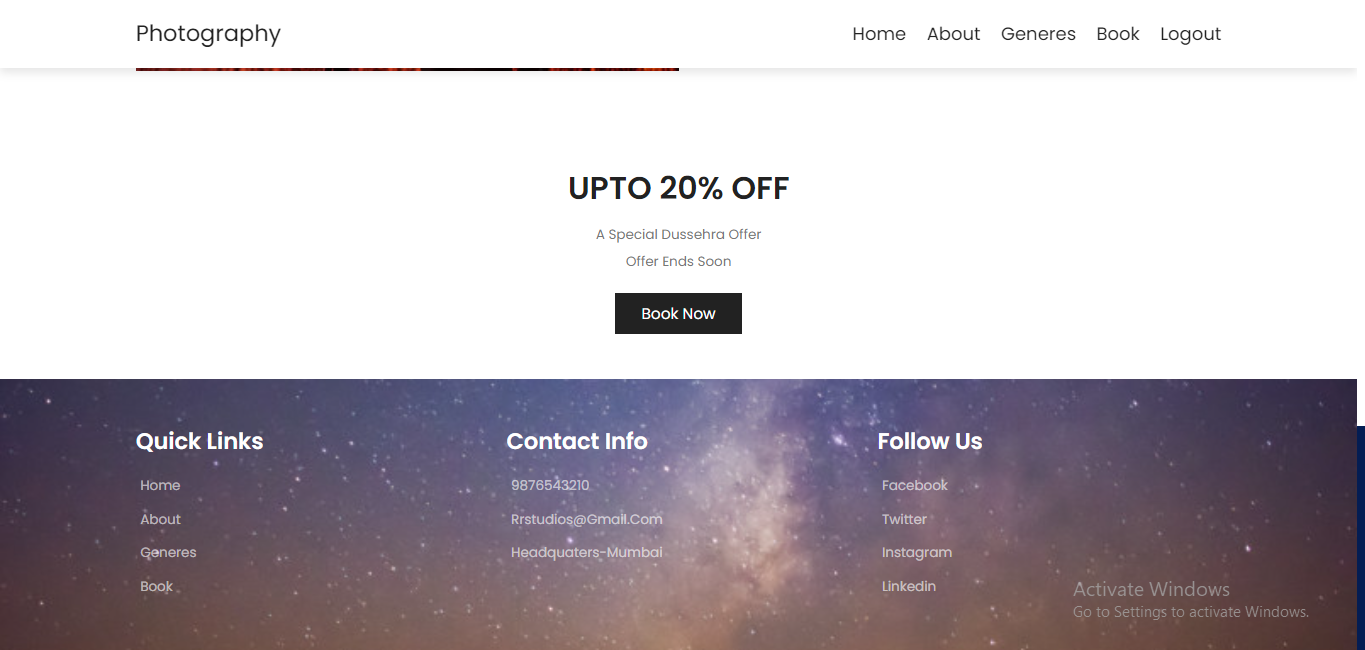 Photography
Home About Generes Book Logout
UPTO 20% OFF
A Special Dussehra Offer
Offer Ends Soon
Book Now
Quick Links
Home
About
Generes
Book
Contact Info
9876543210
Rrstudios@Gmail.Com
Headquaters-Mumbai
Follow Us
Facebook
Twitter
Instagram
Linkedin
Activate Windows
Go to Settings to activate Windows.